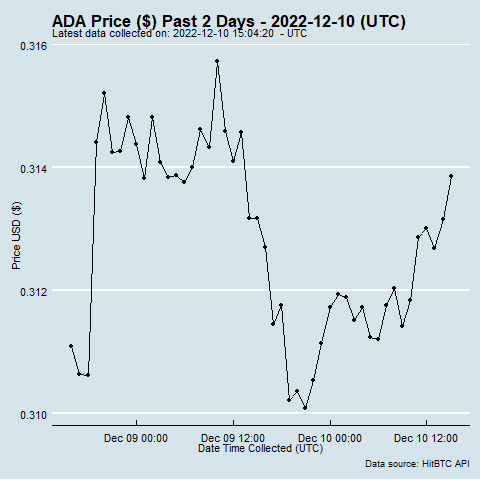 ADA Price ($) Past 2 Days - 2022-12-10 (UTC)
Latest data collected on: 2022-12-10 15:04:20  - UTC
0.316
0.314
0.312
0.310
Price USD ($)
Dec 09 00:00 Dec 09 12:00 Dec 10 00:00 Dec 10 12:00
Date Time Collected (UTC)
Data source: HitBTC API